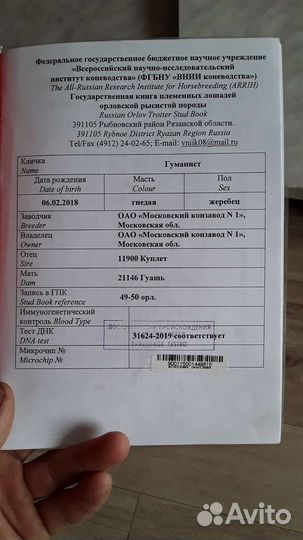 Федеральное государственное бюджетное научное учреждение
«Всероссийский научно-исследовательский
институт коневодства» (ФГБНУ «ВНИИ коневодства»)
The All-Russian Research Institute for Horsebreeding (ARRIH)
Государственная книга племенных лошадей
орловской рысистой породы
Russian Orlov Trotter Stud Book
391105 Рыбновский район Рязанской области.
391105 Rybnoe District Ryazan Region Russia
Tel/Fax (4912) 24-02-65; E-mail: vniik08@mail.ru
Кличка Гуманист
Name
Дата рождения Масть Пол
Date of birth Colour Sex
06.02.2018 гнедая жеребец
Заводчик ОАО «Московский конзавод N 1»,
Breeder Московская обл.
Владелец ОАО «Московский конзавод N 1»,
Owner Московская обл.
Отец 11900 Куплет
Sire
Мать 21146 Гуашь
Dam
Запись в ГПК 49-50 орл.
Stud Book reference
Иммуногенетический
контроль Blood Type
ПРОИСХОЖДЕНИЯ
Тест ДНК 31624-2019 соответствует
DNA test
PARENTAGE TESTED
Микрочип №
Microchip №
Avito